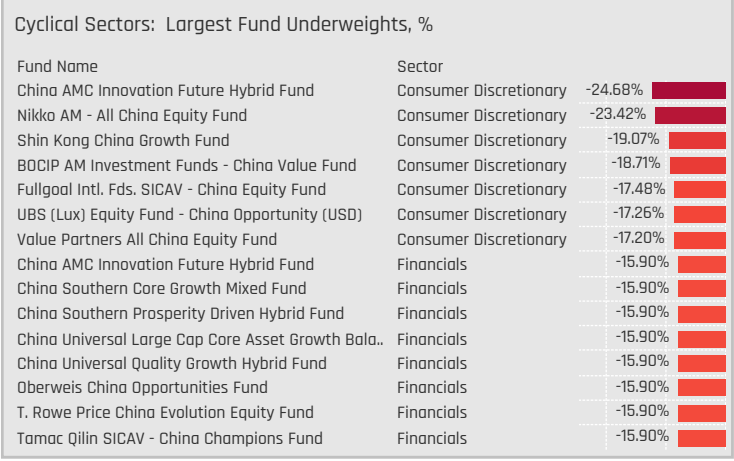 Cyclical Sectors:  Largest Fund Underweights, %
Fund Name Sector
China AMC Innovation Future Hybrid Fund Consumer Discretionary -24.68%
Nikko AM - All China Equity Fund Consumer Discretionary -23.42%
Shin Kong China Growth Fund Consumer Discretionary -19.07%
BOCIP AM Investment Funds - China Value Fund Consumer Discretionary -18.71%
Fullgoal Intl. Fds. SICAV - China Equity Fund Consumer Discretionary -17.48%
UBS (Lux) Equity Fund - China Opportunity (USD) Consumer Discretionary -17.26%
Value Partners All China Equity Fund Consumer Discretionary -17.20%
China AMC Innovation Future Hybrid Fund Financials -15.90%
China Southern Core Growth Mixed Fund Financials -15.90%
China Southern Prosperity Driven Hybrid Fund Financials -15.90%
China Universal Large Cap Core Asset Growth Bala.. Financials -15.90%
China Universal Quality Growth Hybrid Fund Financials -15.90%
Oberweis China Opportunities Fund Financials -15.90%
T. Rowe Price China Evolution Equity Fund Financials -15.90%
Tamac Qilin SICAV - China Champions Fund Financials -15.90%